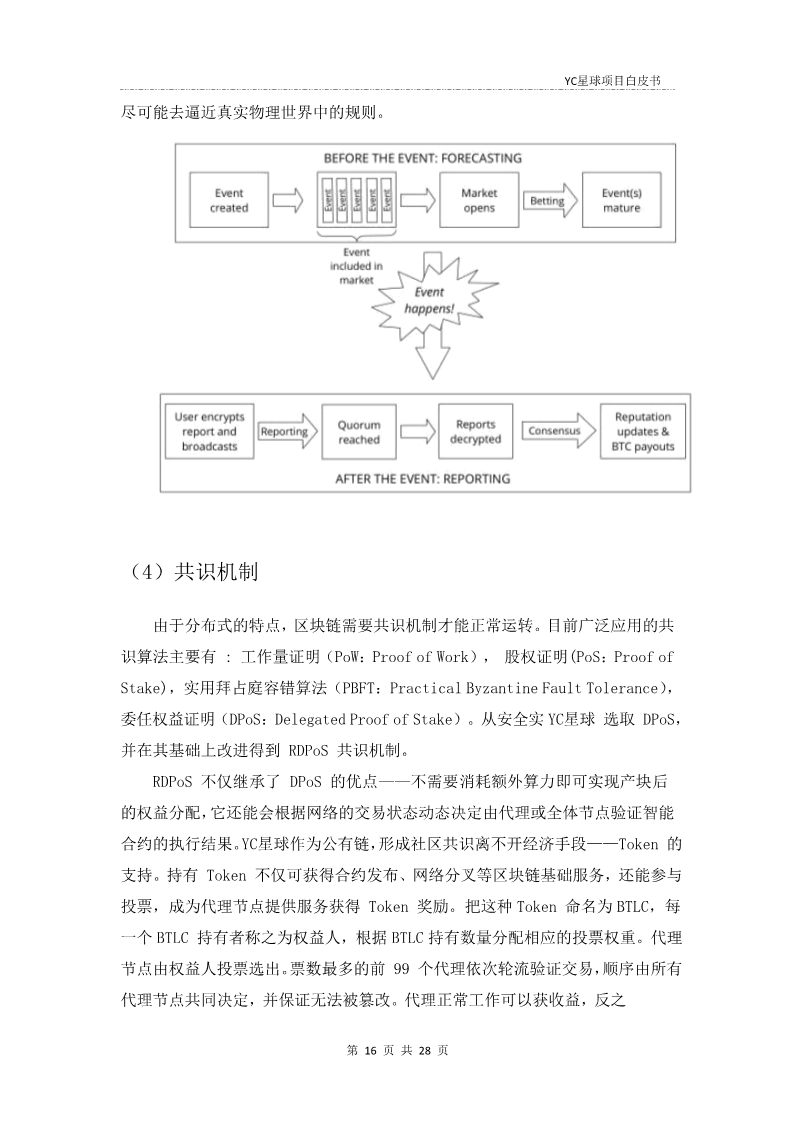 YC星球项目白皮书
尽可能去逼近真实物理世界中的规则。
BEFORE THE EVENT: FORECASTING
Event
created
Event
Event
Event
Event
Event
Market
opens
Betting
Event(s)
mature
Event
included in
market
Event
happens!
User encrypts
report and
broadcasts
Reporting
Quorum
reached
Reports
decrypted
Consensus
Reputation
updates &
BTC payouts
AFTER THE EVENT: REPORTING
（4）共识机制
由于分布式的特点，区块链需要共识机制才能正常运转。目前广泛应用的共
识算法主要有 : 工作量证明（PoW: Proof of Work）， 股权证明(PoS: Proof of
Stake)，实用拜占庭容错算法（PBFT: Practical Byzantine Fault Tolerance），
委任权益证明（DPoS: Delegated Proof of Stake）。从安全实 YC星球 选取 DPoS，
并在其基础上改进得到 RDPoS 共识机制。
RDPoS 不仅继承了 DPoS 的优点——不需要消耗额外算力即可实现产块后
的权益分配，它还能会根据网络的交易状态动态决定由代理或全体节点验证智能
合约的执行结果。YC星球作为公有链，形成社区共识离不开经济手段——Token 的
支持。持有 Token 不仅可获得合约发布、网络分叉等区块链基础服务，还能参与
投票，成为代理节点提供服务获得 Token 奖励。把这种 Token 命名为 BTLC，每
一个 BTLC 持有者称之为权益人，根据 BTLC 持有数量分配相应的投票权重。代理
节点由权益人投票选出。票数最多的前 99 个代理依次轮流验证交易，顺序由所有
代理节点共同决定，并保证无法被篡改。代理正常工作可以获收益，反之
第 16 页 共 28 页